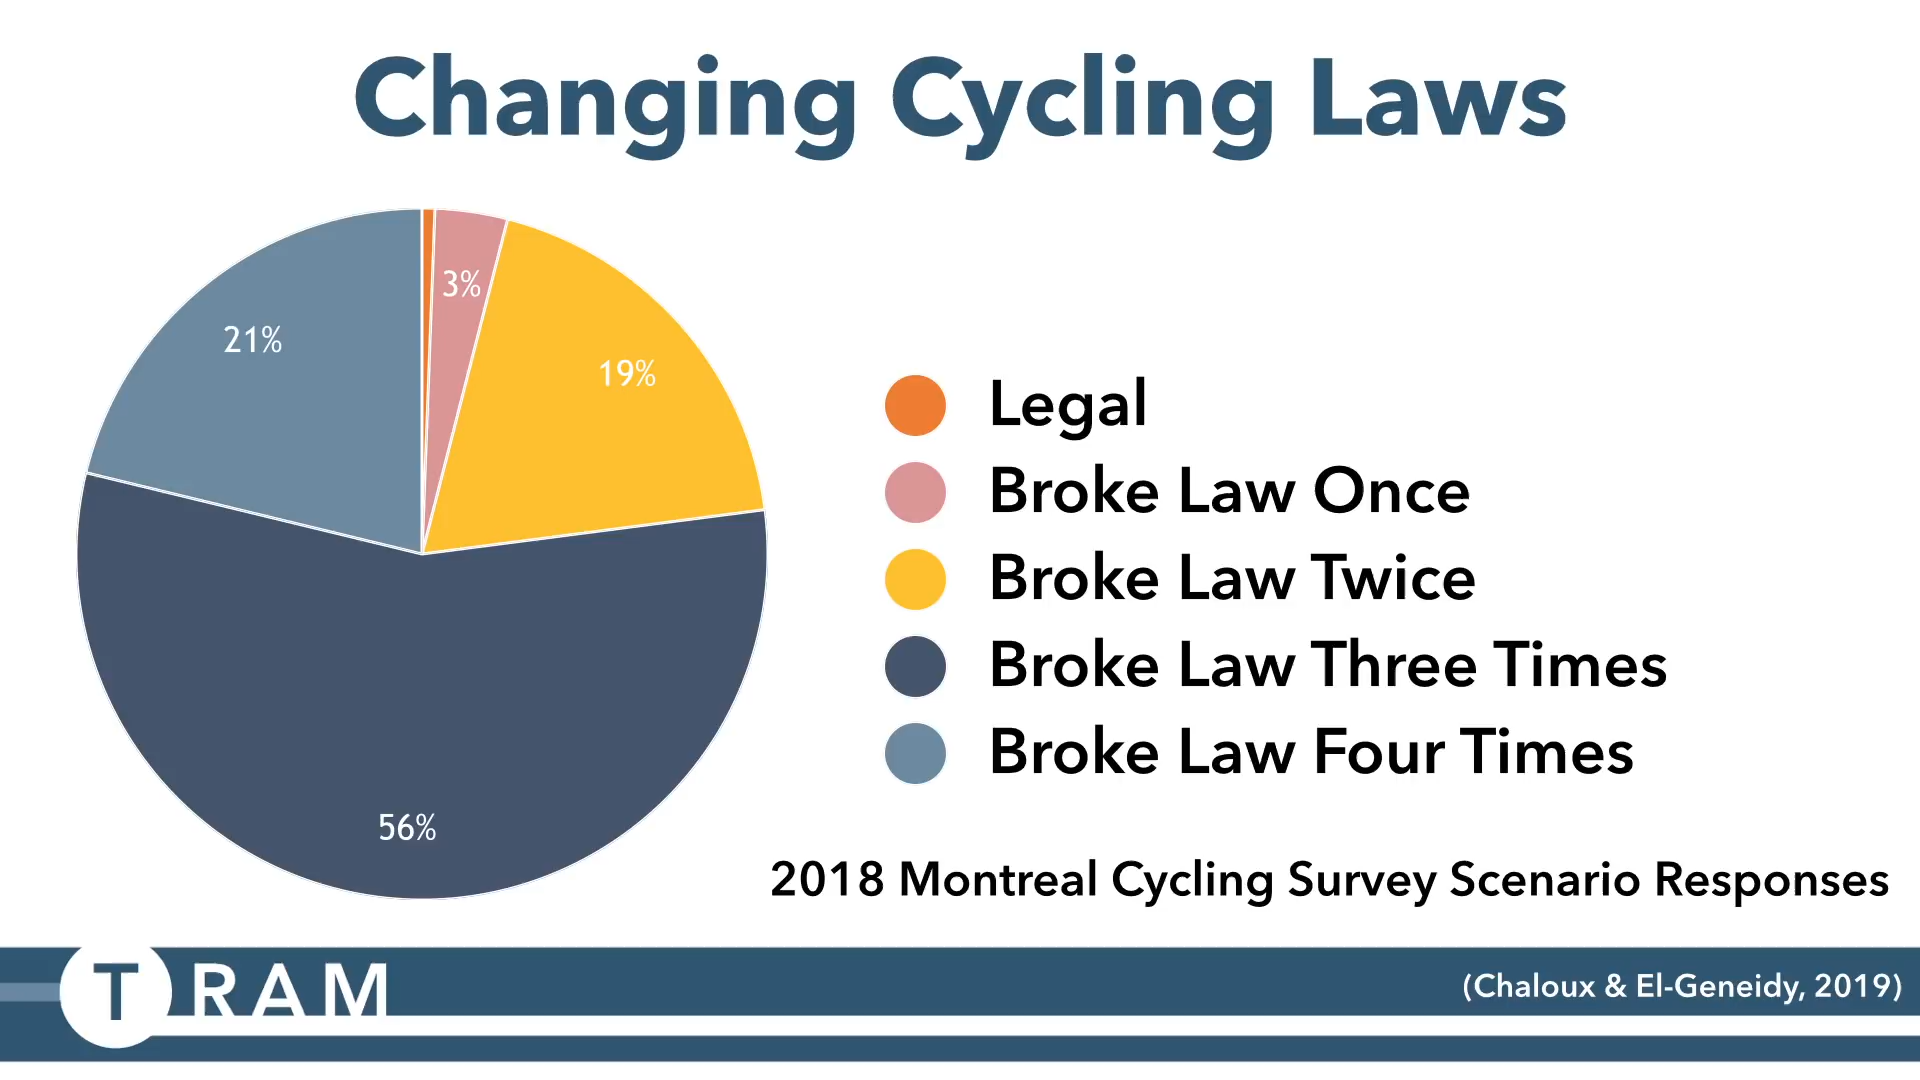 Changing Cycling Laws
3%
21%
19%
56%
Legal
Broke Law Once
Broke Law Twice
Broke Law Three Times
Broke Law Four Times
2018 Montreal Cycling Survey Scenario Responses
TRAM
(Chaloux & El-Geneidy, 2019)